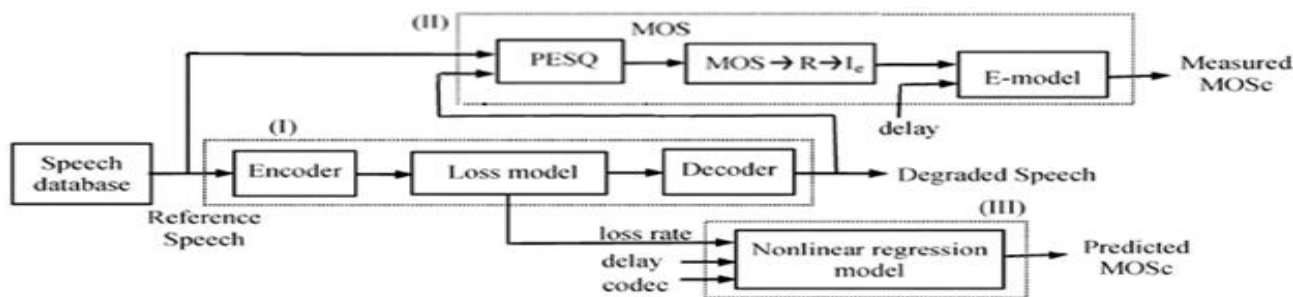 (II)
MOS
PESQ
MOS → R → Iₑ
E-model
Measured
MOSc
delay
(I)
Speech
database
Encoder
Loss model
Decoder
Degraded Speech
Reference
Speech
(III)
loss rate
delay
codec
Nonlinear regression
model
Predicted
MOSc